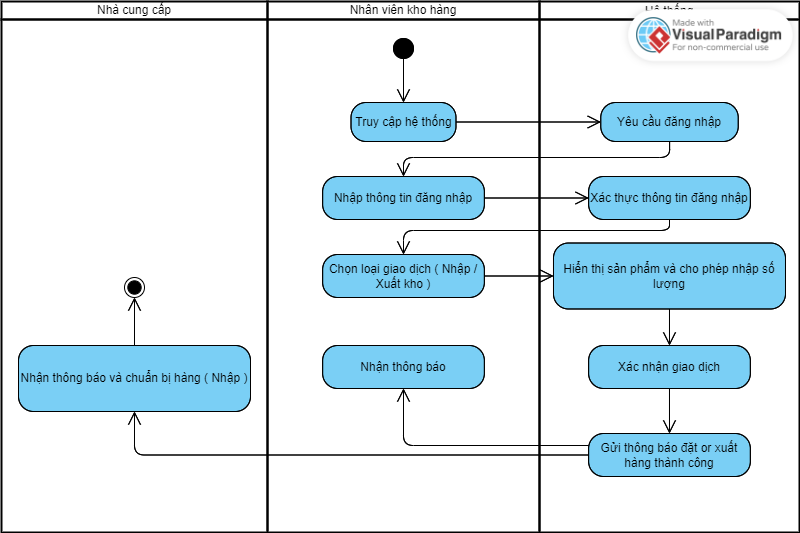 Nhà cung cấp
Nhân viên kho hàng
Hệ thống
Made with
VisualParadigm
For non-commercial use
Truy cập hệ thống
Yêu cầu đăng nhập
Nhập thông tin đăng nhập
Xác thực thông tin đăng nhập
Chọn loại giao dịch ( Nhập /
Xuất kho )
Hiển thị sản phẩm và cho phép nhập số
lượng
Nhận thông báo và chuẩn bị hàng ( Nhập )
Nhận thông báo
Xác nhận giao dịch
Gửi thông báo đặt or xuất
hàng thành công